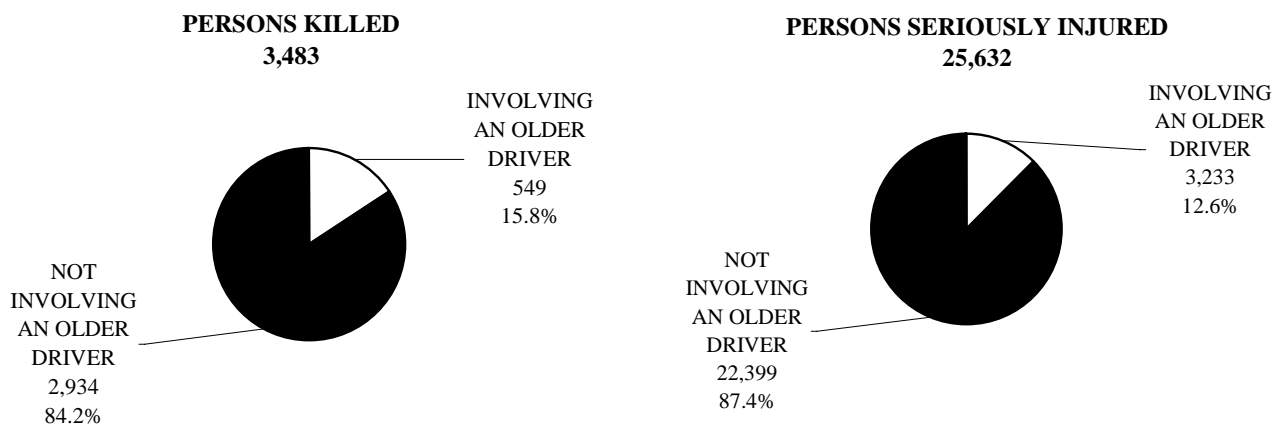 PERSONS KILLED
3,483
INVOLVING
AN OLDER
DRIVER
549
15.8%
NOT
INVOLVING
AN OLDER
DRIVER
2,934
84.2%
PERSONS SERIOUSLY INJURED
25,632
INVOLVING
AN OLDER
DRIVER
3,233
12.6%
NOT
INVOLVING
AN OLDER
DRIVER
22,399
87.4%